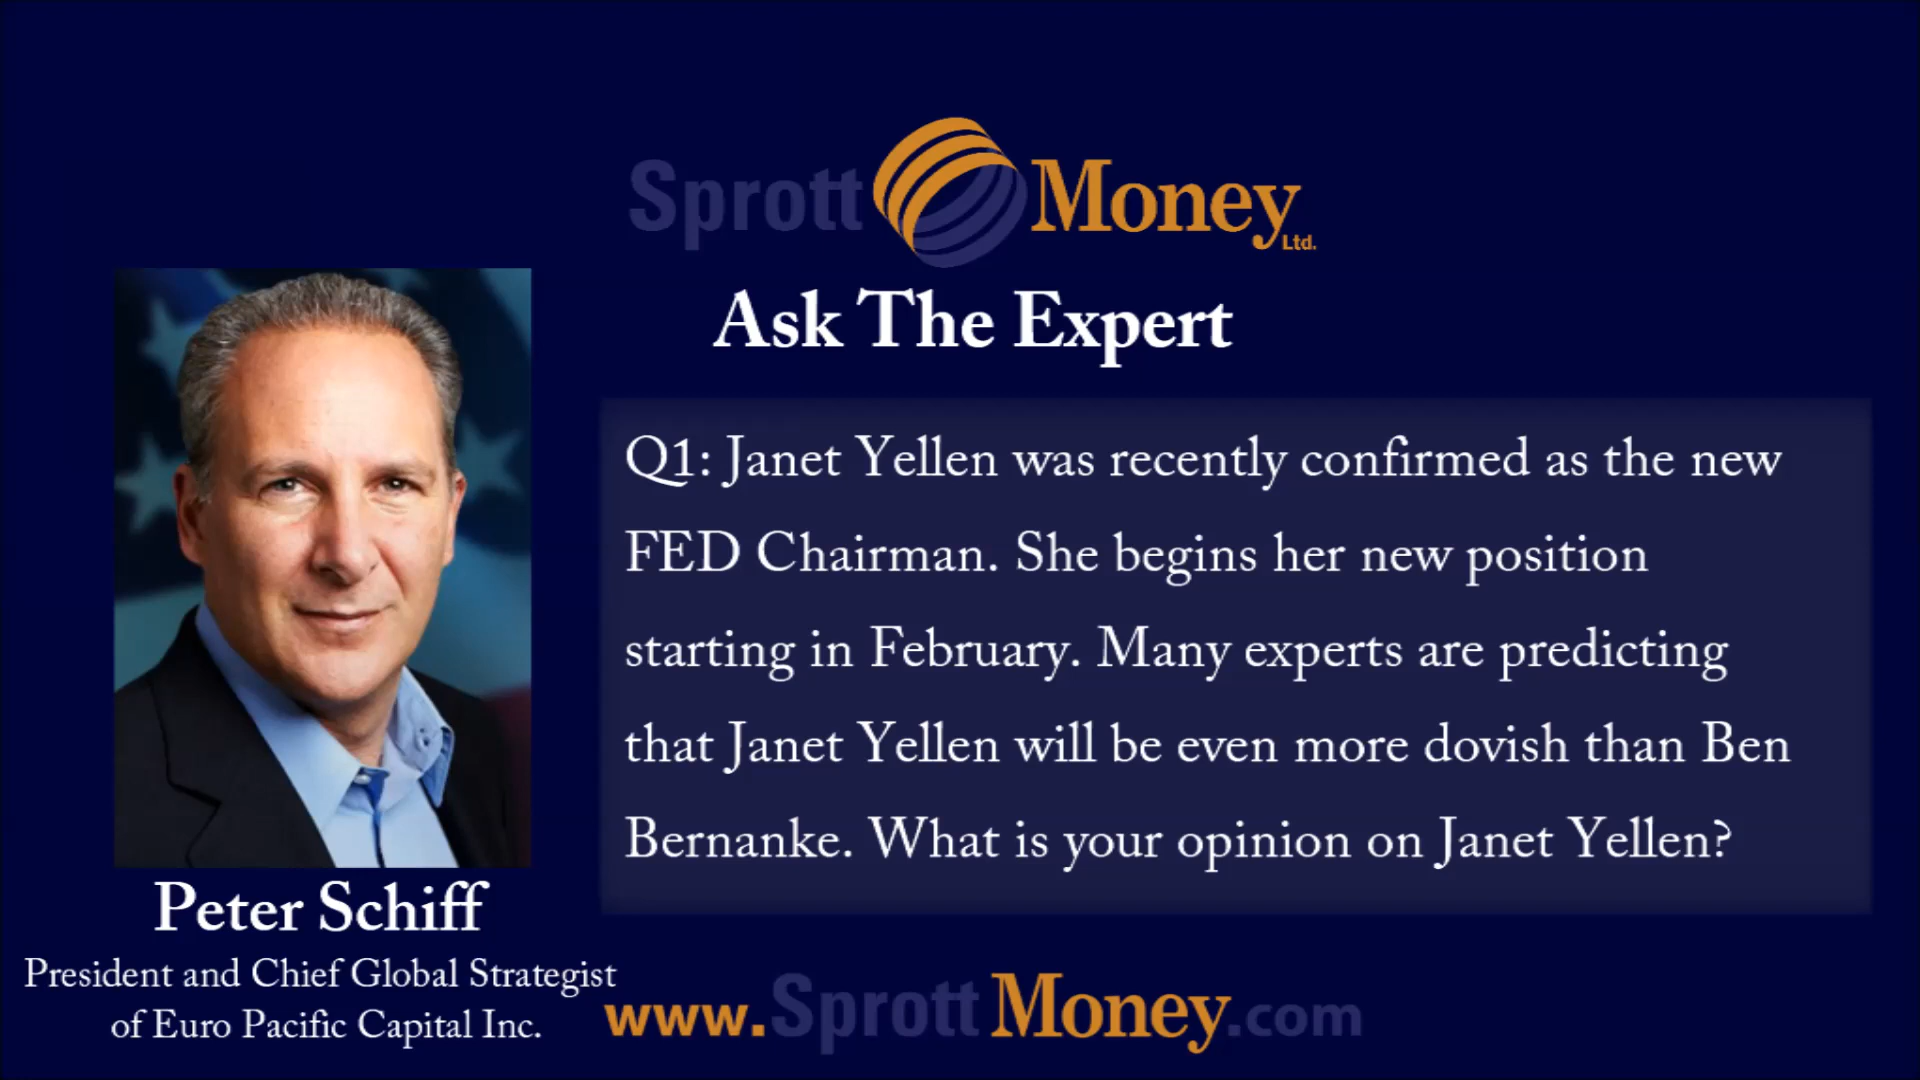 Sprott Money Ltd.
Ask The Expert
Q1: Janet Yellen was recently confirmed as the new
FED Chairman. She begins her new position
starting in February. Many experts are predicting
that Janet Yellen will be even more dovish than Ben
Bernanke. What is your opinion on Janet Yellen?
Peter Schiff
President and Chief Global Strategist
of Euro Pacific Capital Inc.
www.SprottMoney.com